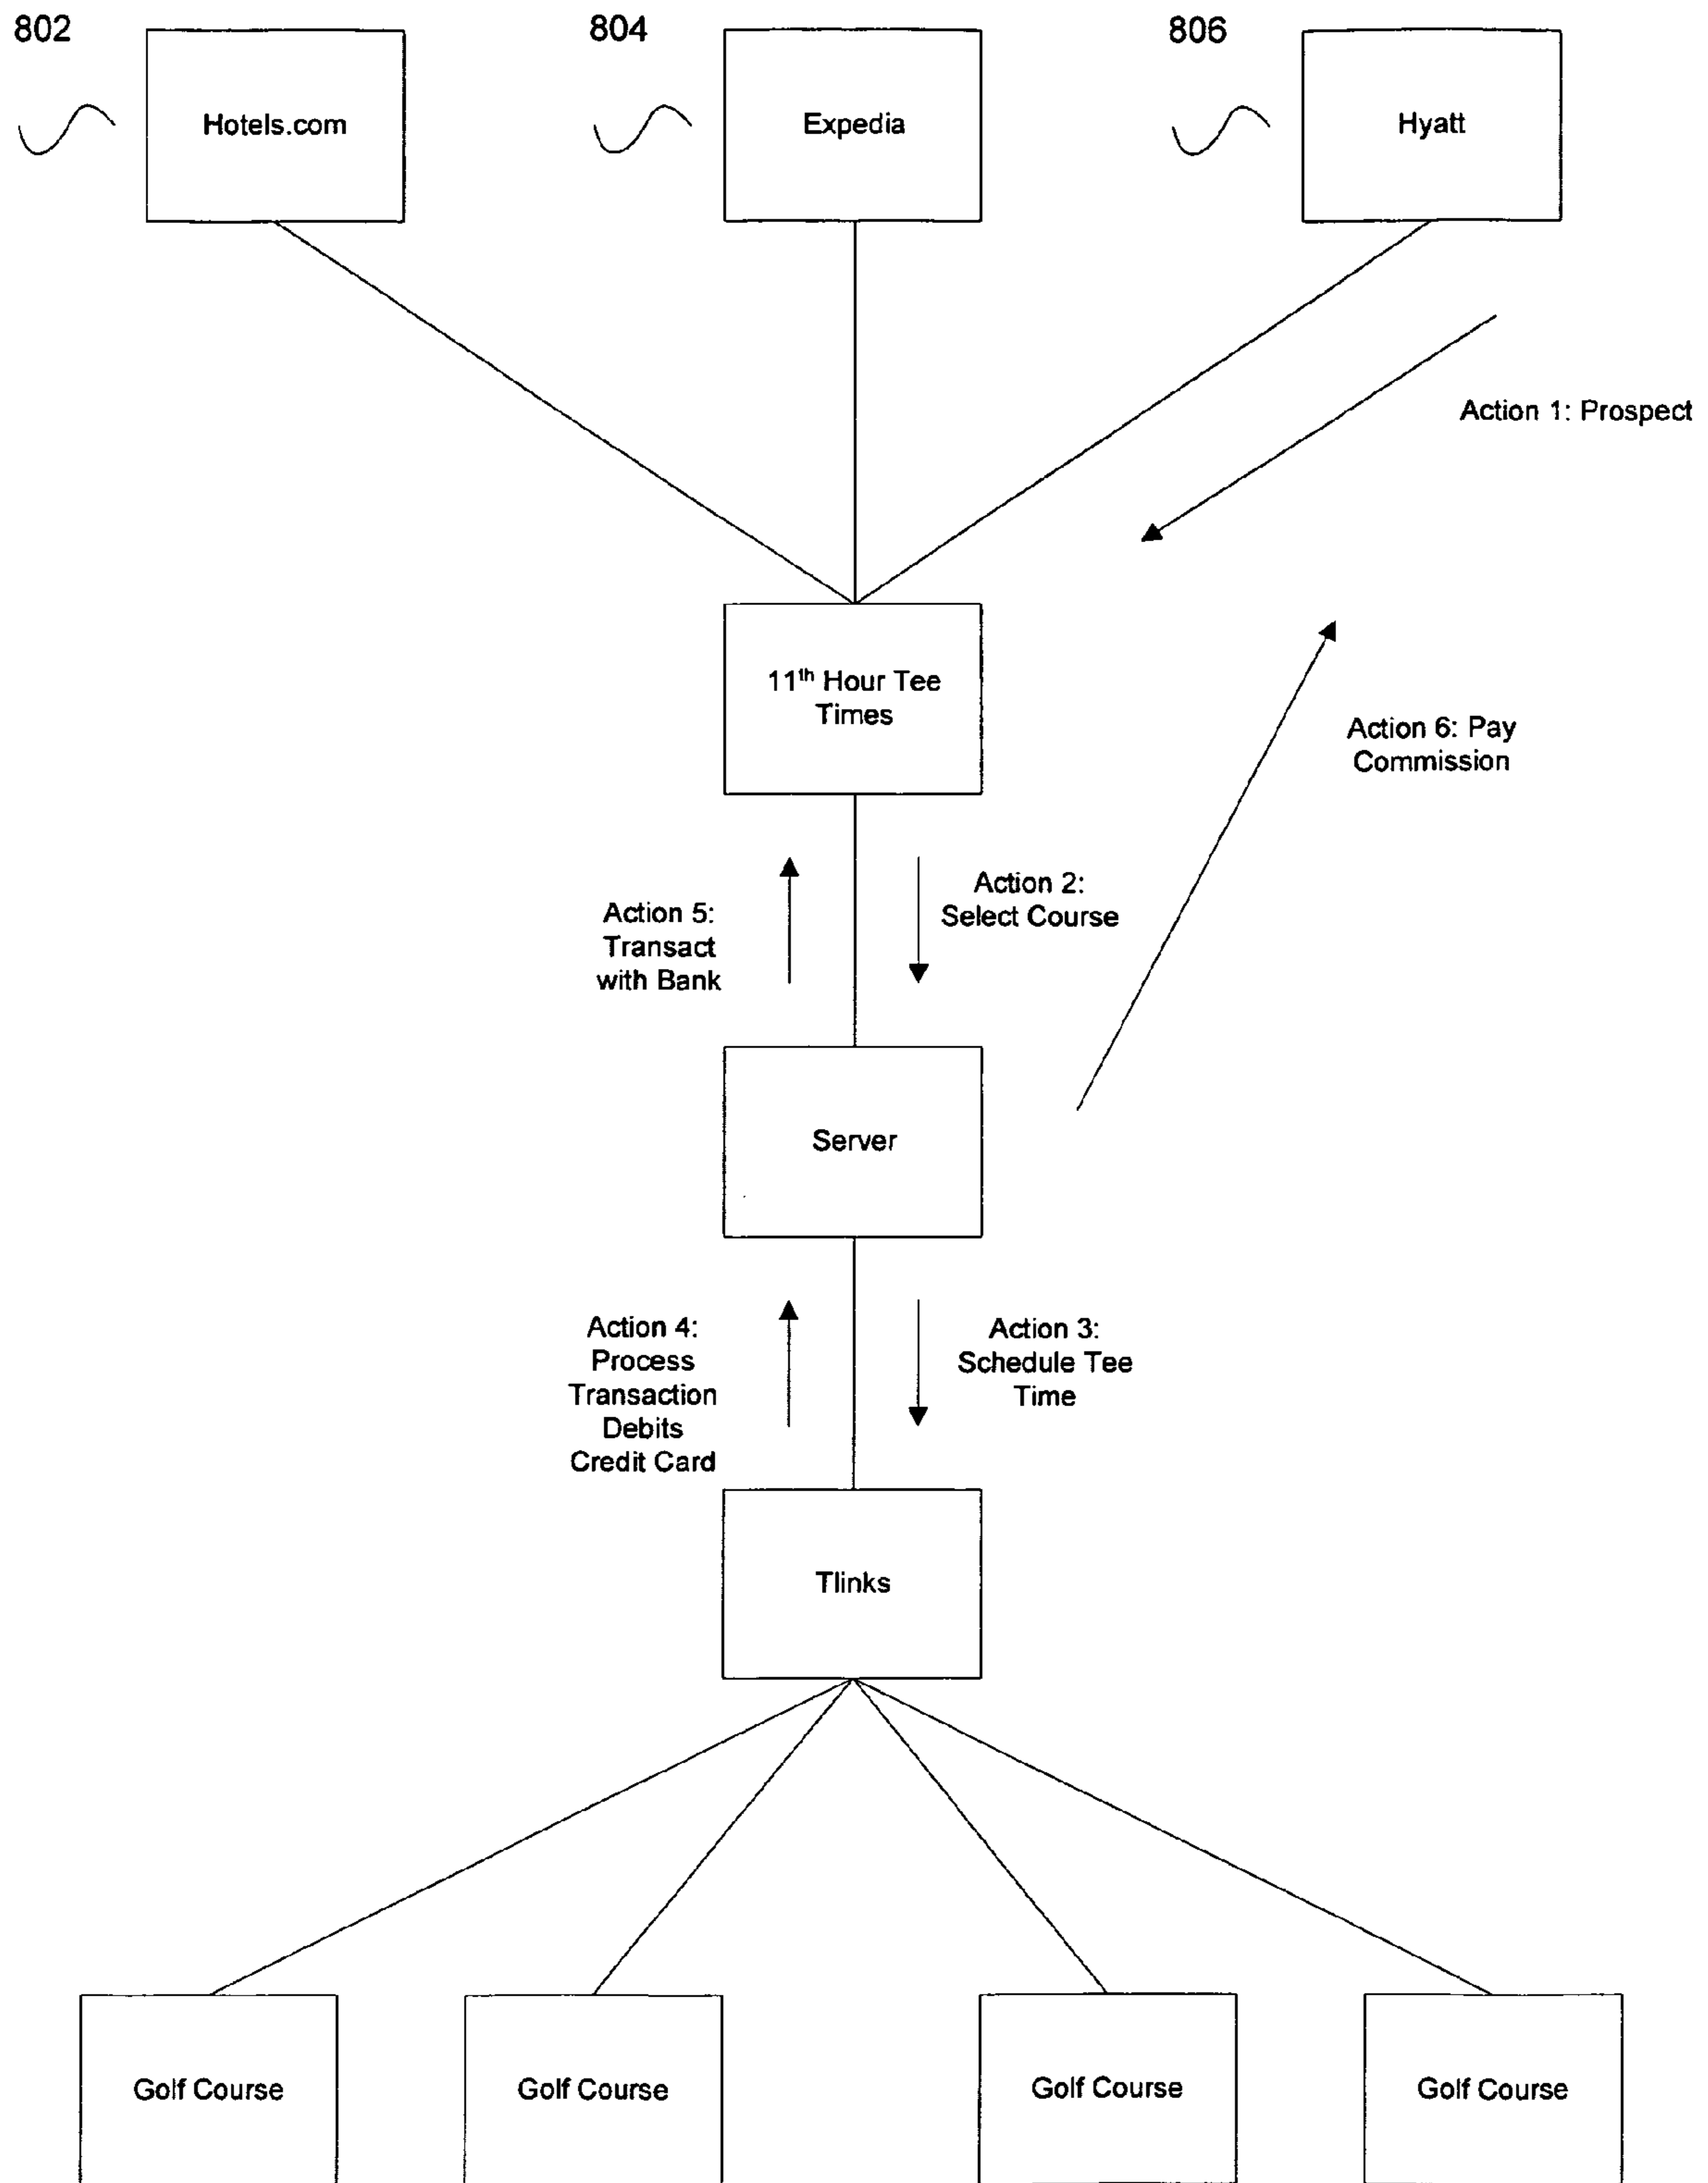 802
804
806
Hotels.com
Expedia
Hyatt
Action 1: Prospect
11th Hour Tee
Times
Action 6: Pay
Commission
Action 5:
Transact
with Bank
Action 2:
Select Course
Server
Action 4:
Process
Transaction
Debits
Credit Card
Action 3:
Schedule Tee
Time
Tlinks
Golf Course
Golf Course
Golf Course
Golf Course